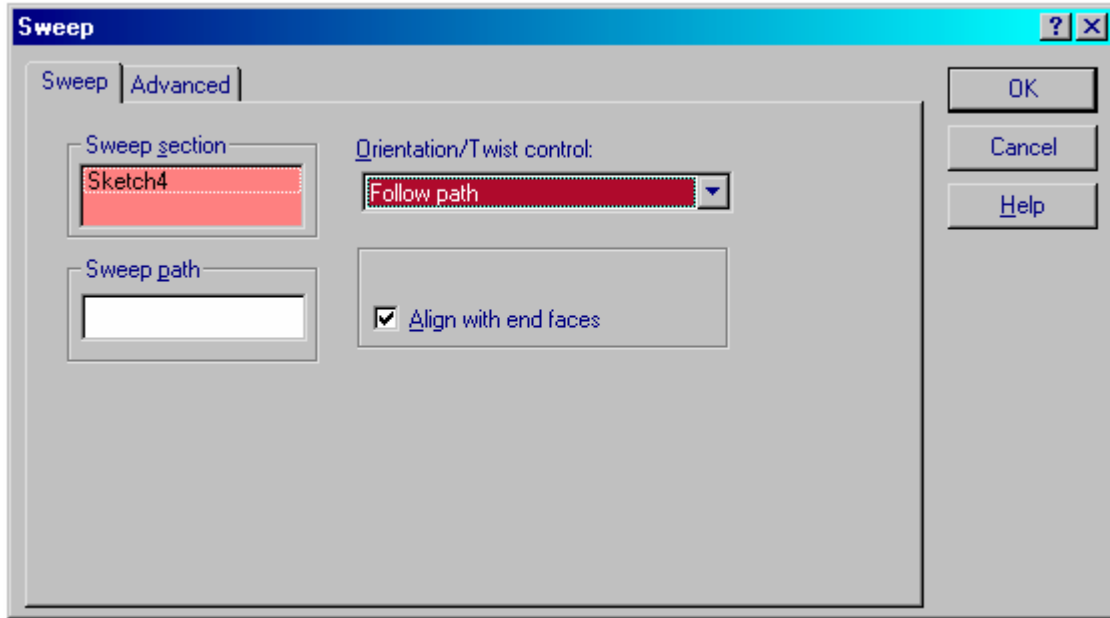 Sweep
Sweep Advanced
OK
Cancel
Help
Sweep section
Sketch4
Orientation/Twist control:
Follow path
Sweep path
Align with end faces